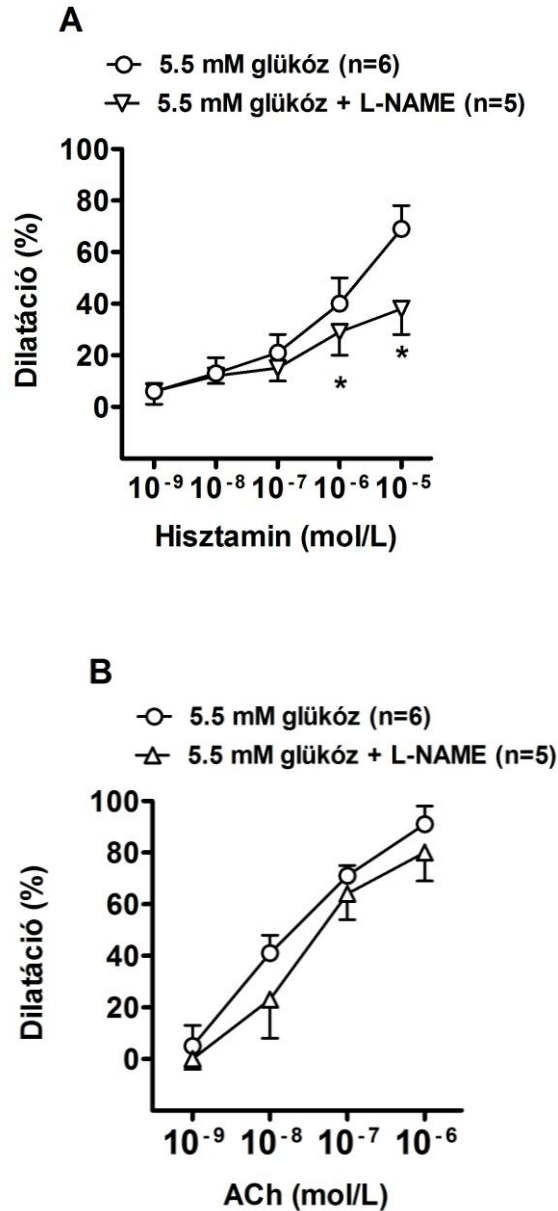 A
5.5 mM glükóz (n=6)
5.5 mM glükóz + L-NAME (n=5)
100
80
60
40
20
0
Dilatáció (%)
*
*
10⁻⁹ 10⁻⁸ 10⁻⁷ 10⁻⁶ 10⁻⁵
Hisztamin (mol/L)
B
5.5 mM glükóz (n=6)
5.5 mM glükóz + L-NAME (n=5)
100
80
60
40
20
0
Dilatáció (%)
10⁻⁹ 10⁻⁸ 10⁻⁷ 10⁻⁶
ACh (mol/L)